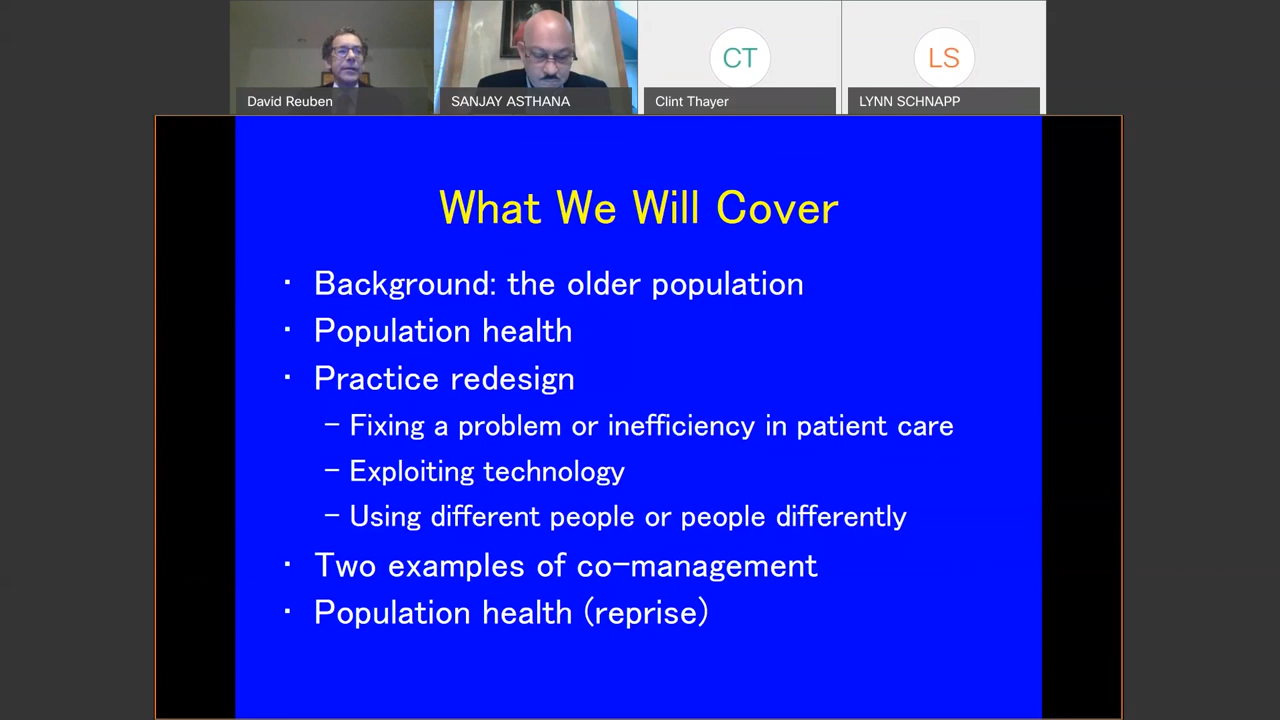 David Reuben
SANJAY ASTHANA
CT
Clint Thayer
LS
LYNN SCHNAPP
What We Will Cover
· Background: the older population
· Population health
· Practice redesign
– Fixing a problem or inefficiency in patient care
– Exploiting technology
– Using different people or people differently
· Two examples of co-management
· Population health (reprise)